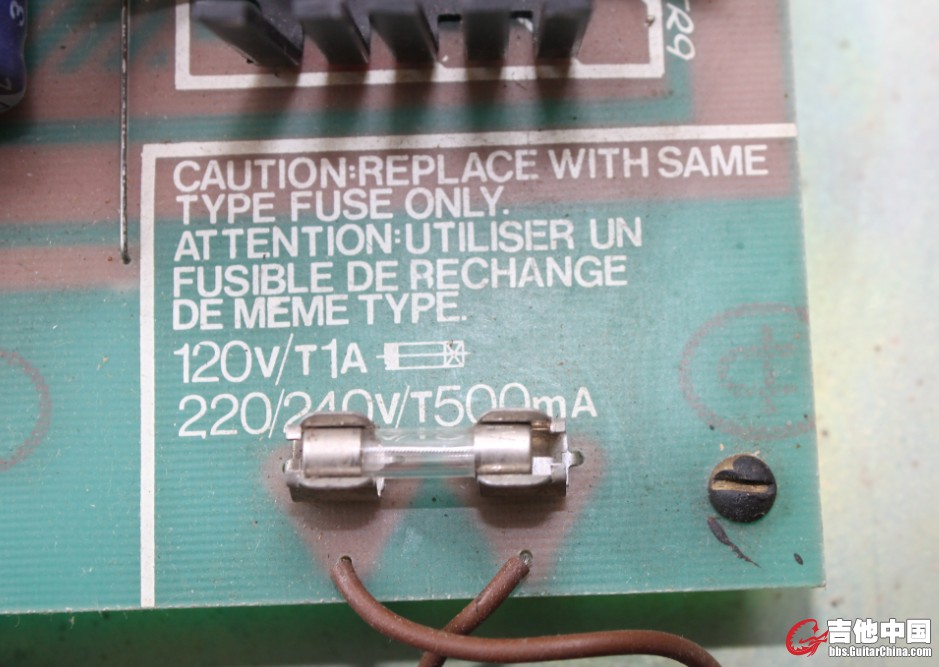 TR9
CAUTION:REPLACE WITH SAME
TYPE FUSE ONLY.
ATTENTION:UTILISER UN
FUSIBLE DE RECHANGE
DE MEME TYPE.
120V/T1A
220/240V/T500mA
吉他中国
bbs.GuitarChina.com